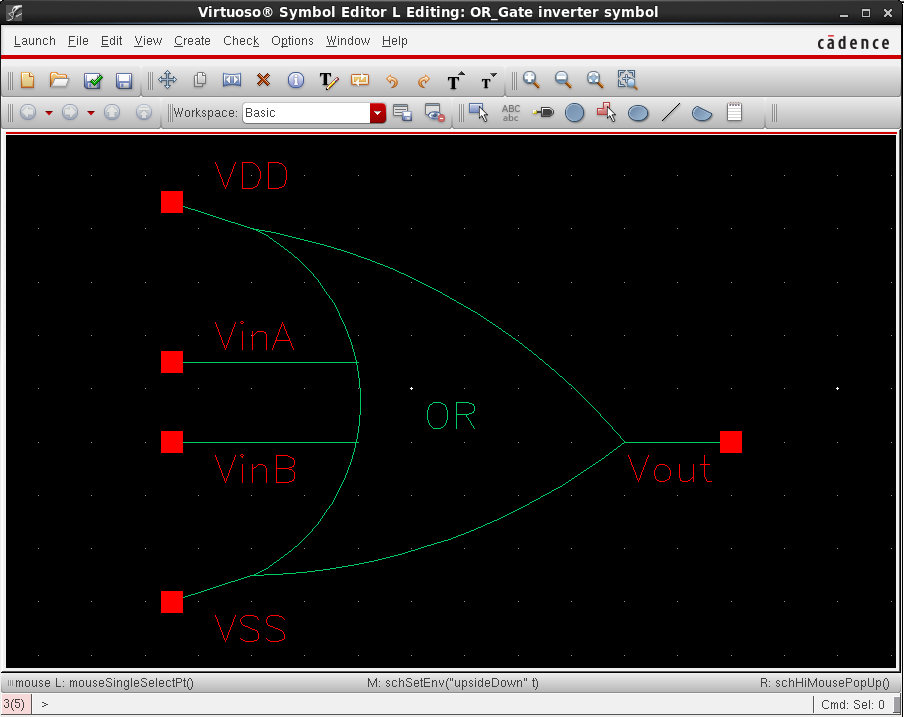 Virtuoso® Symbol Editor L Editing: OR_Gate inverter symbol
Launch File Edit View Create Check Options Window Help
cādence
T T T
Workspace: Basic
ABC
abc
VDD
VinA
OR
VinB
Vout
VSS
mouse L: mouseSingleSelectPt() M: schSetEnv("upsideDown" t) R: schHiMousePopUp()
3(5) > Cmd: Sel: 0